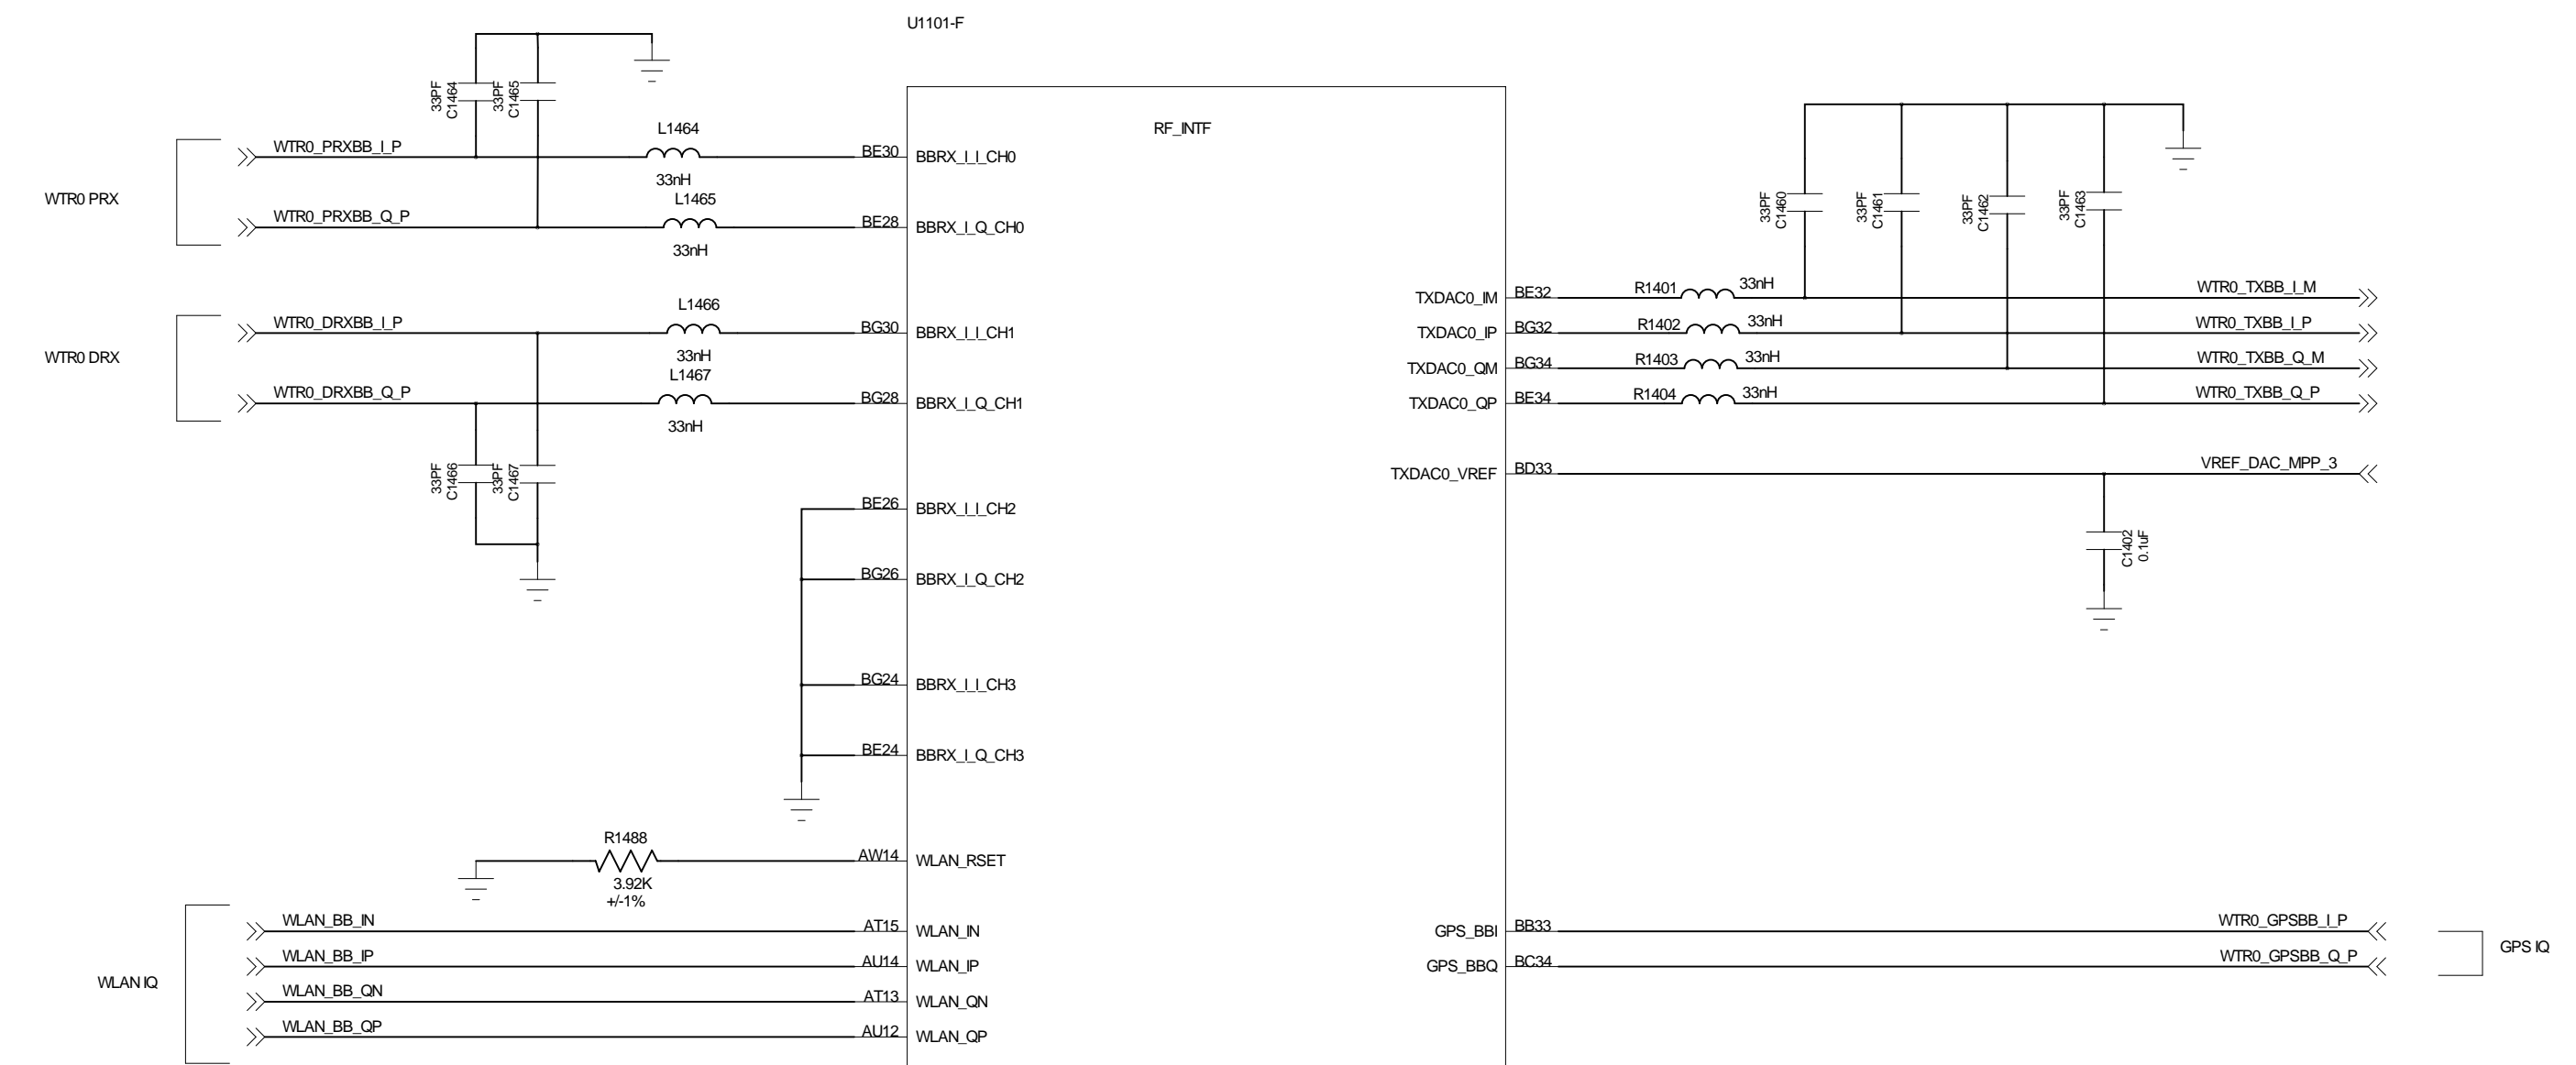 U1101-F
RF_INTF
33PF
C1464
33PF
C1465
WTR0 PRX
WTR0_PRXBB_I_P
L1464
33nH
BE30
BBRX_I_I_CH0
WTR0_PRXBB_Q_P
L1465
33nH
BE28
BBRX_I_Q_CH0
WTR0 DRX
WTR0_DRXBB_I_P
L1466
33nH
BG30
BBRX_I_I_CH1
WTR0_DRXBB_Q_P
L1467
33nH
BG28
BBRX_I_Q_CH1
33PF
C1466
33PF
C1467
BE26
BBRX_I_I_CH2
BG26
BBRX_I_Q_CH2
BG24
BBRX_I_I_CH3
BE24
BBRX_I_Q_CH3
R1488
3.92K
+/-1%
AW14
WLAN_RSET
WLAN IQ
WLAN_BB_IN
AT15
WLAN_IN
WLAN_BB_IP
AU14
WLAN_IP
WLAN_BB_QN
AT13
WLAN_QN
WLAN_BB_QP
AU12
WLAN_QP
33PF
C1460
33PF
C1461
33PF
C1462
33PF
C1463
TXDAC0_IM
BE32
R1401
33nH
WTR0_TXBB_I_M
TXDAC0_IP
BG32
R1402
33nH
WTR0_TXBB_I_P
TXDAC0_QM
BG34
R1403
33nH
WTR0_TXBB_Q_M
TXDAC0_QP
BE34
R1404
33nH
WTR0_TXBB_Q_P
TXDAC0_VREF
BD33
VREF_DAC_MPP_3
C1402
0.1uF
GPS_BBI
BB33
WTR0_GPSBB_I_P
GPS_BBQ
BC34
WTR0_GPSBB_Q_P
GPS IQ